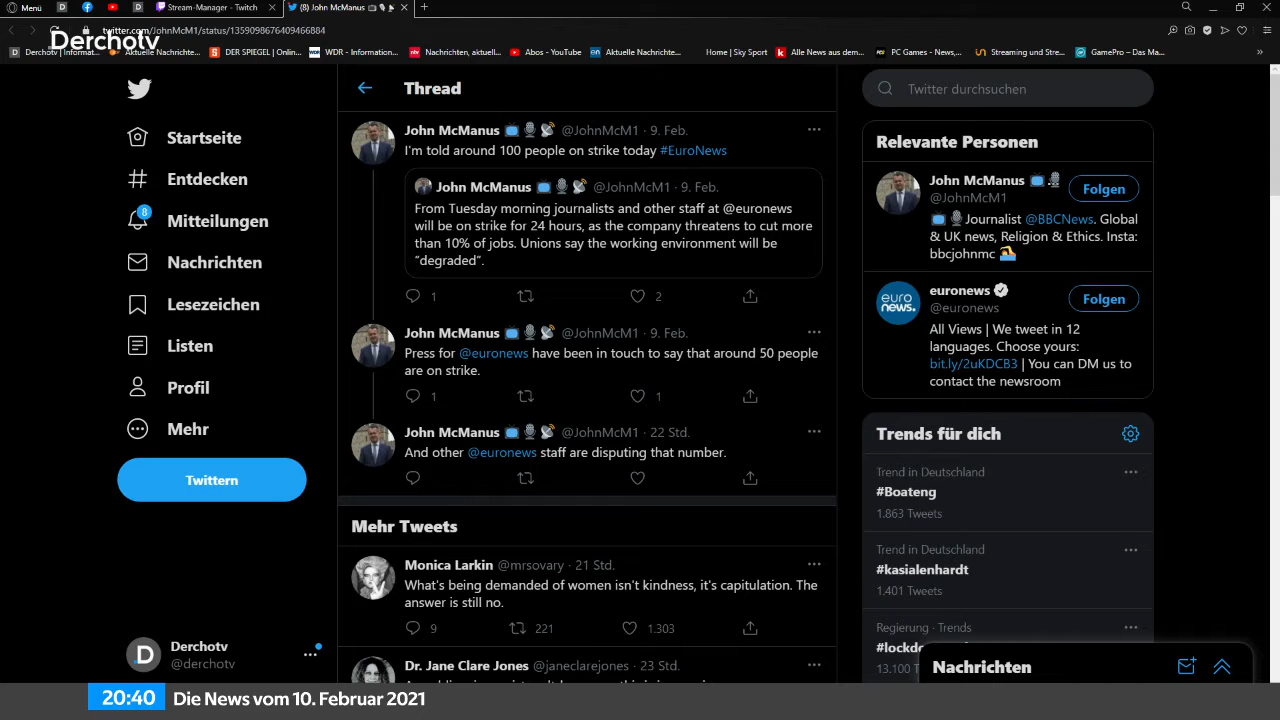 Menü
Stream-Manager - Twitch
(8) John McManus
twitter.com/JohnMcM1/status/1359098676409466884
Derchotv
Derchotv | Informat...
Aktuelle Nachrichte...
DER SPIEGEL | Onlin...
WDR - Information...
Nachrichten, aktuell...
Abos - YouTube
Aktuelle Nachrichte...
Home | Sky Sport
Alle News aus dem...
PC Games - News,...
Streaming und Stre...
GamePro - Das Ma...
Startseite
Entdecken
8
Mitteilungen
Nachrichten
Lesezeichen
Listen
Profil
Mehr
Twittern
Derchotv
@derchotv
Thread
John McManus @JohnMcM1 · 9. Feb.
I'm told around 100 people on strike today #EuroNews
John McManus @JohnMcM1 · 9. Feb.
From Tuesday morning journalists and other staff at @euronews
will be on strike for 24 hours, as the company threatens to cut more
than 10% of jobs. Unions say the working environment will be
"degraded".
1 2
John McManus @JohnMcM1 · 9. Feb.
Press for @euronews have been in touch to say that around 50 people
are on strike.
1 1
John McManus @JohnMcM1 · 22 Std.
And other @euronews staff are disputing that number.
Mehr Tweets
Monica Larkin @mrsovary · 21 Std.
What's being demanded of women isn't kindness, it's capitulation. The
answer is still no.
9 221 1.303
Dr. Jane Clare Jones @janeclarejones · 23 Std.
Twitter durchsuchen
Relevante Personen
John McManus
@JohnMcM1
Folgen
Journalist @BBCNews. Global
& UK news, Religion & Ethics. Insta:
bbcjohnmc
euro
news.
euronews
@euronews
Folgen
All Views | We tweet in 12
languages. Choose yours:
bit.ly/2uKDCB3 | You can DM us to
contact the newsroom
Trends für dich
Trend in Deutschland
#Boateng
1.863 Tweets
Trend in Deutschland
#kasialenhardt
1.401 Tweets
Regierung · Trends
13.100
Nachrichten
20:40
Die News vom 10. Februar 2021